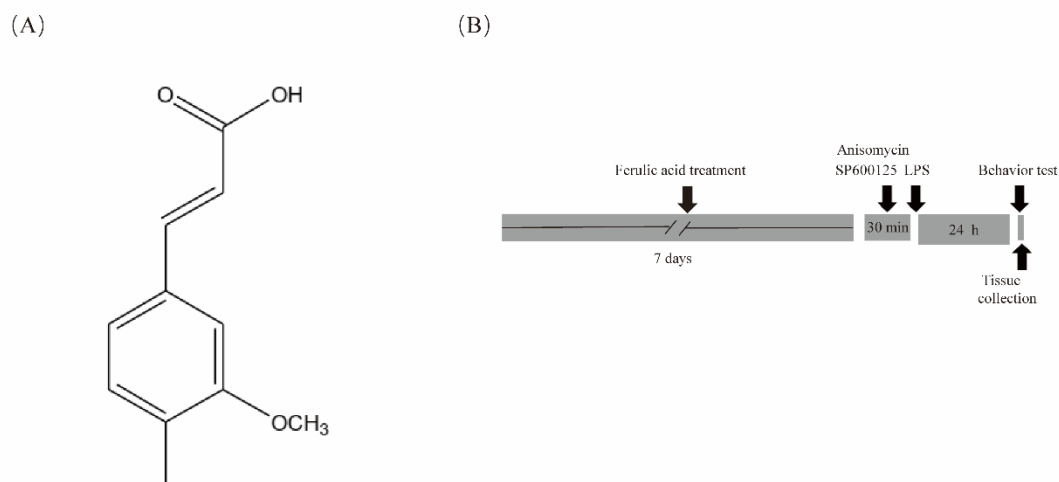 (A)
(B)
O
OH
OCH3
Ferulic acid treatment
7 days
Anisomycin
SP600125 LPS
30 min
24 h
Behavior test
Tissue
collection